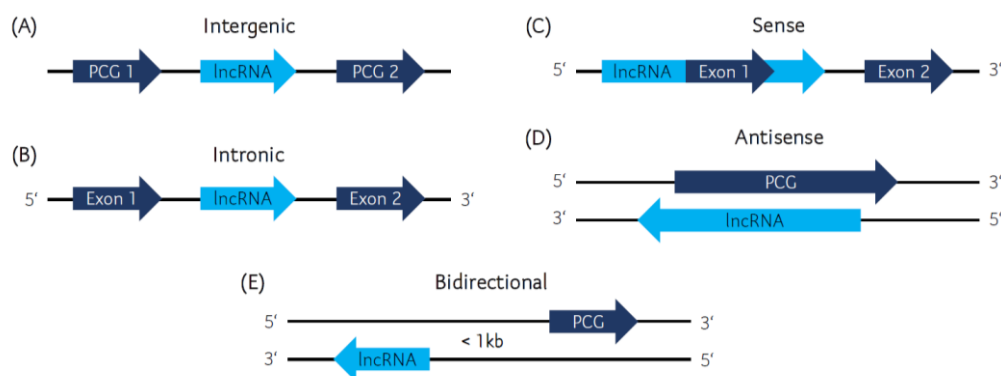 (A) Intergenic
PCG 1 lncRNA PCG 2
(B) Intronic
5‘ Exon 1 lncRNA Exon 2 3‘
(C) Sense
5‘ lncRNA Exon 1 Exon 2 3‘
(D) Antisense
5‘ PCG 3‘
3‘ lncRNA 5‘
(E) Bidirectional
5‘ PCG 3‘
< 1kb
3‘ lncRNA 5‘